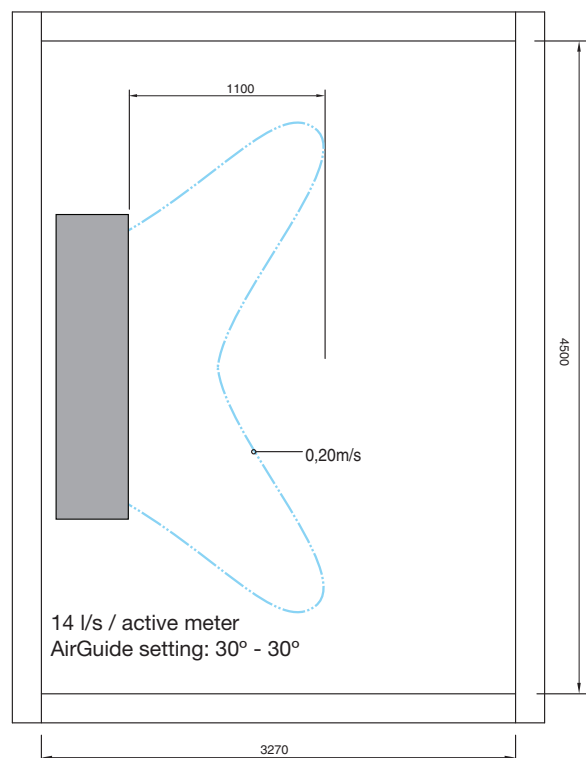 1100
4500
0,20m/s
14 l/s / active meter
AirGuide setting: 30º - 30º
3270